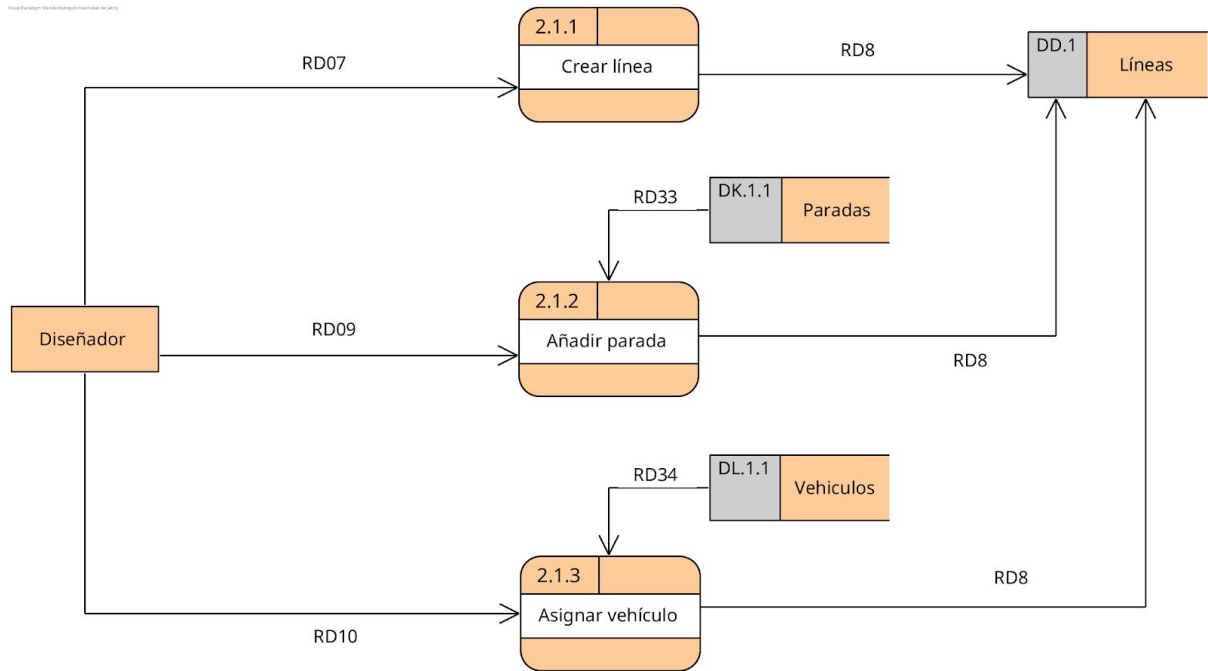 2.1.1
Crear línea
RD07
RD8
DD.1
Líneas
DK.1.1
Paradas
RD33
2.1.2
Añadir parada
Diseñador
RD09
RD8
DL.1.1
Vehiculos
RD34
2.1.3
Asignar vehículo
RD8
RD10